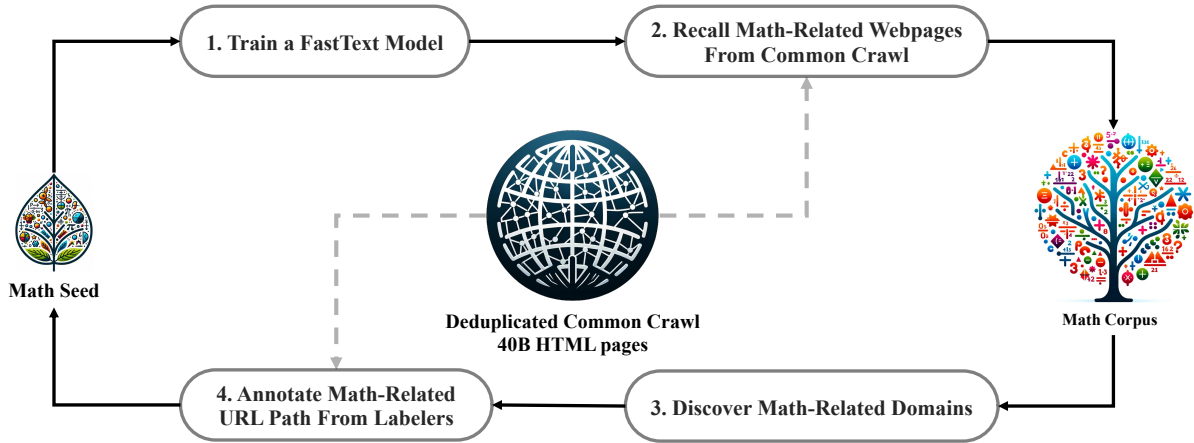 1. Train a FastText Model
2. Recall Math-Related Webpages
From Common Crawl
Math Seed
Deduplicated Common Crawl
40B HTML pages
Math Corpus
4. Annotate Math-Related
URL Path From Labelers
3. Discover Math-Related Domains